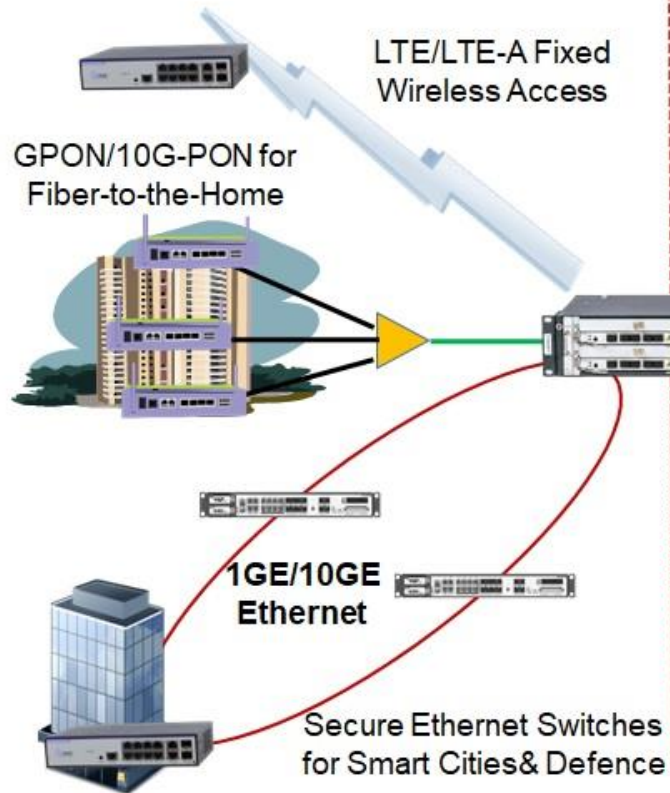 LTE/LTE-A Fixed
Wireless Access
GPON/10G-PON for
Fiber-to-the-Home
1GE/10GE
Ethernet
Secure Ethernet Switches
for Smart Cities& Defence